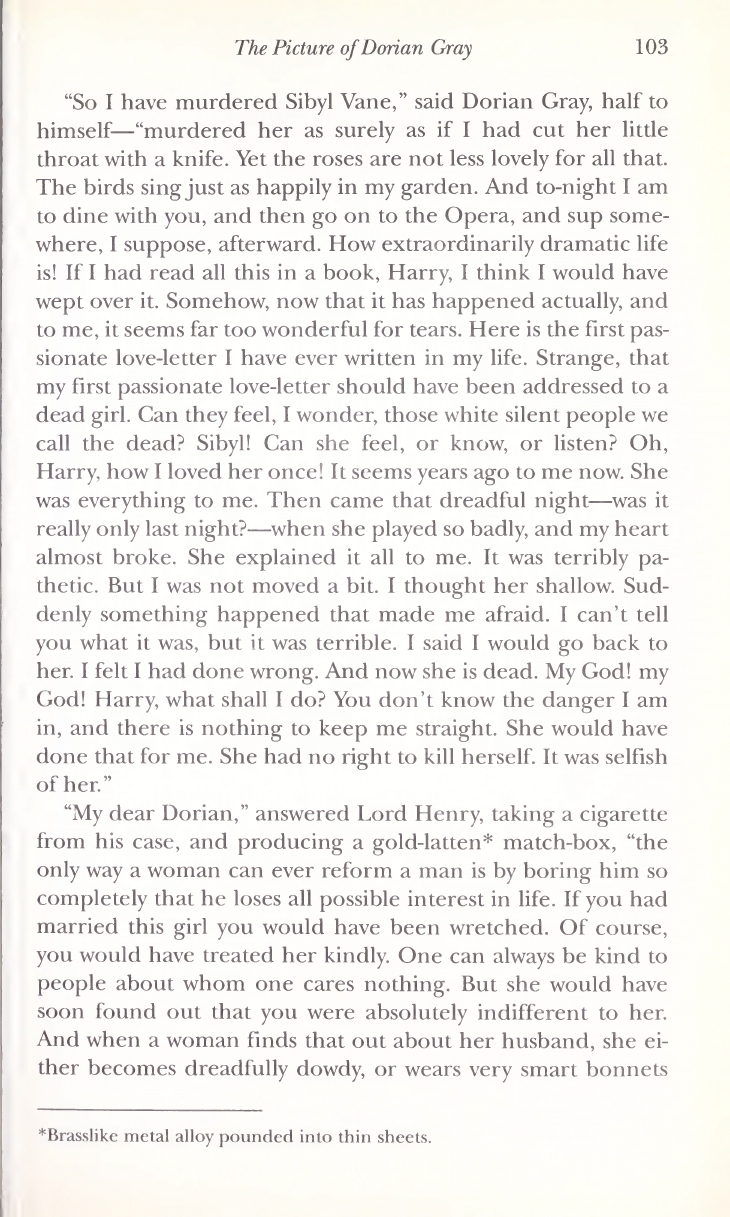 The Picture of Dorian Gray 103
“So I have murdered Sibyl Vane,” said Dorian Gray, half to
himself—“murdered her as surely as if I had cut her little
throat with a knife. Yet the roses are not less lovely for all that.
The birds sing just as happily in my garden. And to-night I am
to dine with you, and then go on to the Opera, and sup some-
where, I suppose, afterward. How extraordinarily dramatic life
is! If I had read all this in a book, Harry, I think I would have
wept over it. Somehow, now that it has happened actually, and
to me, it seems far too wonderful for tears. Here is the first pas-
sionate love-letter I have ever written in my life. Strange, that
my first passionate love-letter should have been addressed to a
dead girl. Can they feel, I wonder, those white silent people we
call the dead? Sibyl! Can she feel, or know, or listen? Oh,
Harry, how I loved her once! It seems years ago to me now. She
was everything to me. Then came that dreadful night—was it
really only last night?—when she played so badly, and my heart
almost broke. She explained it all to me. It was terribly pa-
thetic. But I was not moved a bit. I thought her shallow. Sud-
denly something happened that made me afraid. I can’t tell
you what it was, but it was terrible. I said I would go back to
her. I felt I had done wrong. And now she is dead. My God! my
God! Harry, what shall I do? You don’t know the danger I am
in, and there is nothing to keep me straight. She would have
done that for me. She had no right to kill herself. It was selfish
of her.”
“My dear Dorian,” answered Lord Henry, taking a cigarette
from his case, and producing a gold-latten* match-box, “the
only way a woman can ever reform a man is by boring him so
completely that he loses all possible interest in life. If you had
married this girl you would have been wretched. Of course,
you would have treated her kindly. One can always be kind to
people about whom one cares nothing. But she would have
soon found out that you were absolutely indifferent to her.
And when a woman finds that out about her husband, she ei-
ther becomes dreadfully dowdy, or wears very smart bonnets
*Brasslike metal alloy pounded into thin sheets.